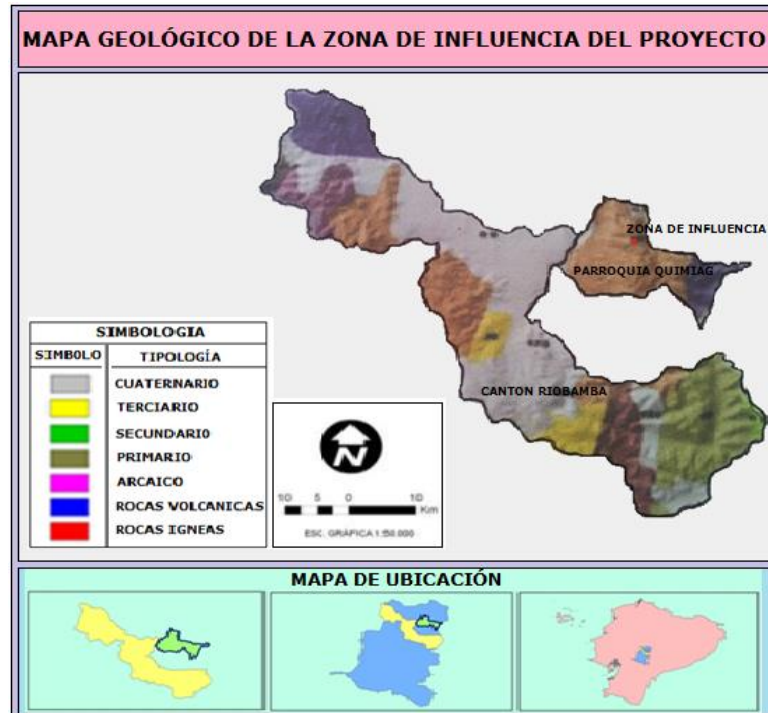 MAPA GEOLÓGICO DE LA ZONA DE INFLUENCIA DEL PROYECTO
ZONA DE INFLUENCIA
PARROQUIA QUIMIAG
CANTON RIOBAMBA
SIMBOLOGIA
SIMBOLO TIPOLOGÍA
CUATERNARIO
TERCIARIO
SECUNDARIO
PRIMARIO
ARCAICO
ROCAS VOLCANICAS
ROCAS IGNEAS
N
10 5 0 10
Km
ESC. GRÁFICA 1:50.000
MAPA DE UBICACIÓN